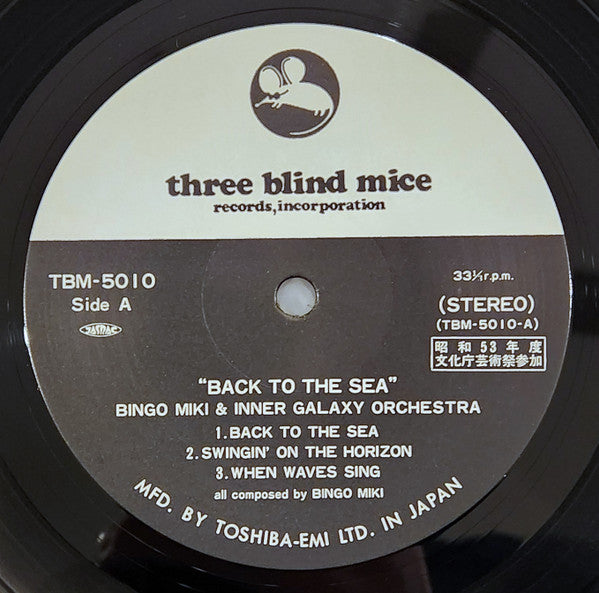 three blind mice
records, incorporation
TBM-5010
Side A
JASRAC
33⅓ r.p.m.
(STEREO)
(TBM-5010-A)
昭和53年度
文化庁芸術祭参加
"BACK TO THE SEA"
BINGO MIKI & INNER GALAXY ORCHESTRA
1. BACK TO THE SEA
2. SWINGIN' ON THE HORIZON
3. WHEN WAVES SING
all composed by BINGO MIKI
MFD. BY TOSHIBA-EMI LTD. IN JAPAN